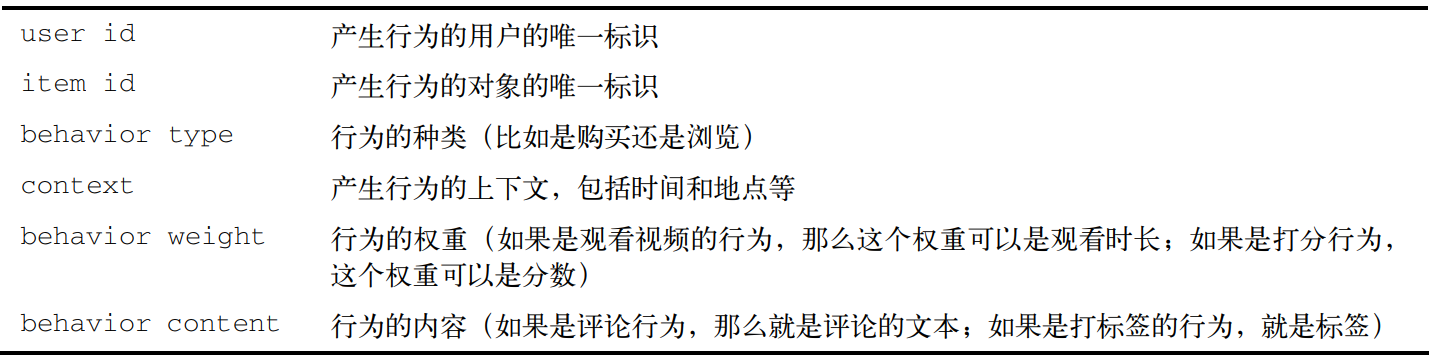 user id 产生行为的用户的唯一标识
item id 产生行为的对象的唯一标识
behavior type 行为的种类（比如是购买还是浏览）
context 产生行为的上下文，包括时间和地点等
behavior weight 行为的权重（如果是观看视频的行为，那么这个权重可以是观看时长；如果是打分行为，
这个权重可以是分数）
behavior content 行为的内容（如果是评论行为，那么就是评论的文本；如果是打标签的行为，就是标签）